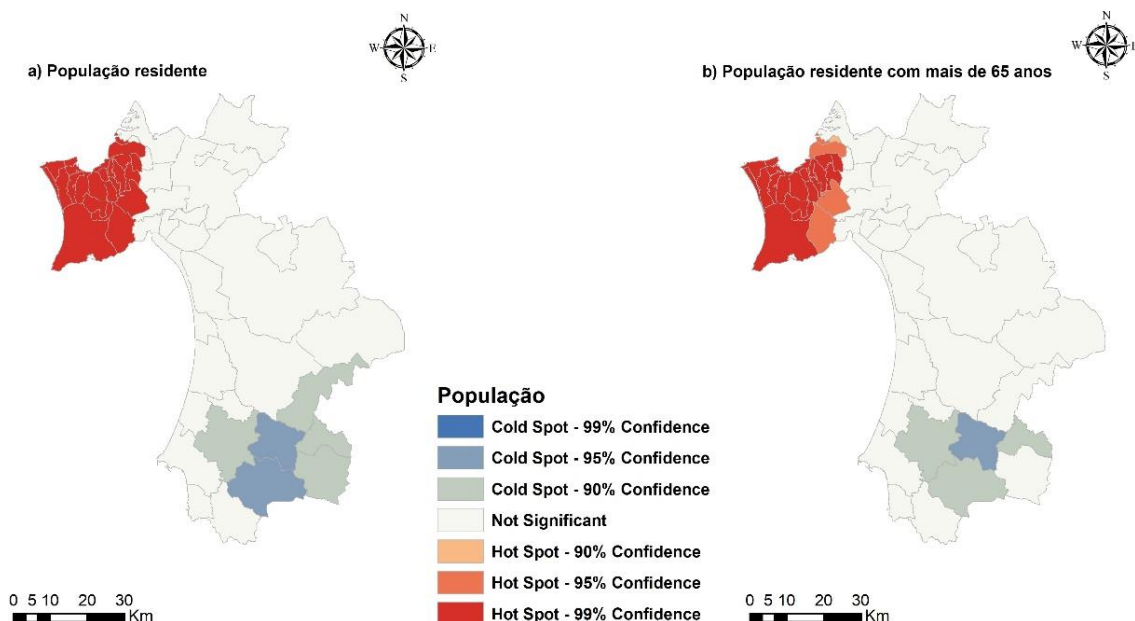 N
W E
S
a) População residente
N
W E
S
b) População residente com mais de 65 anos
População
Cold Spot - 99% Confidence
Cold Spot - 95% Confidence
Cold Spot - 90% Confidence
Not Significant
Hot Spot - 90% Confidence
Hot Spot - 95% Confidence
Hot Spot - 99% Confidence
0 5 10 20 30
Km
0 5 10 20 30
Km